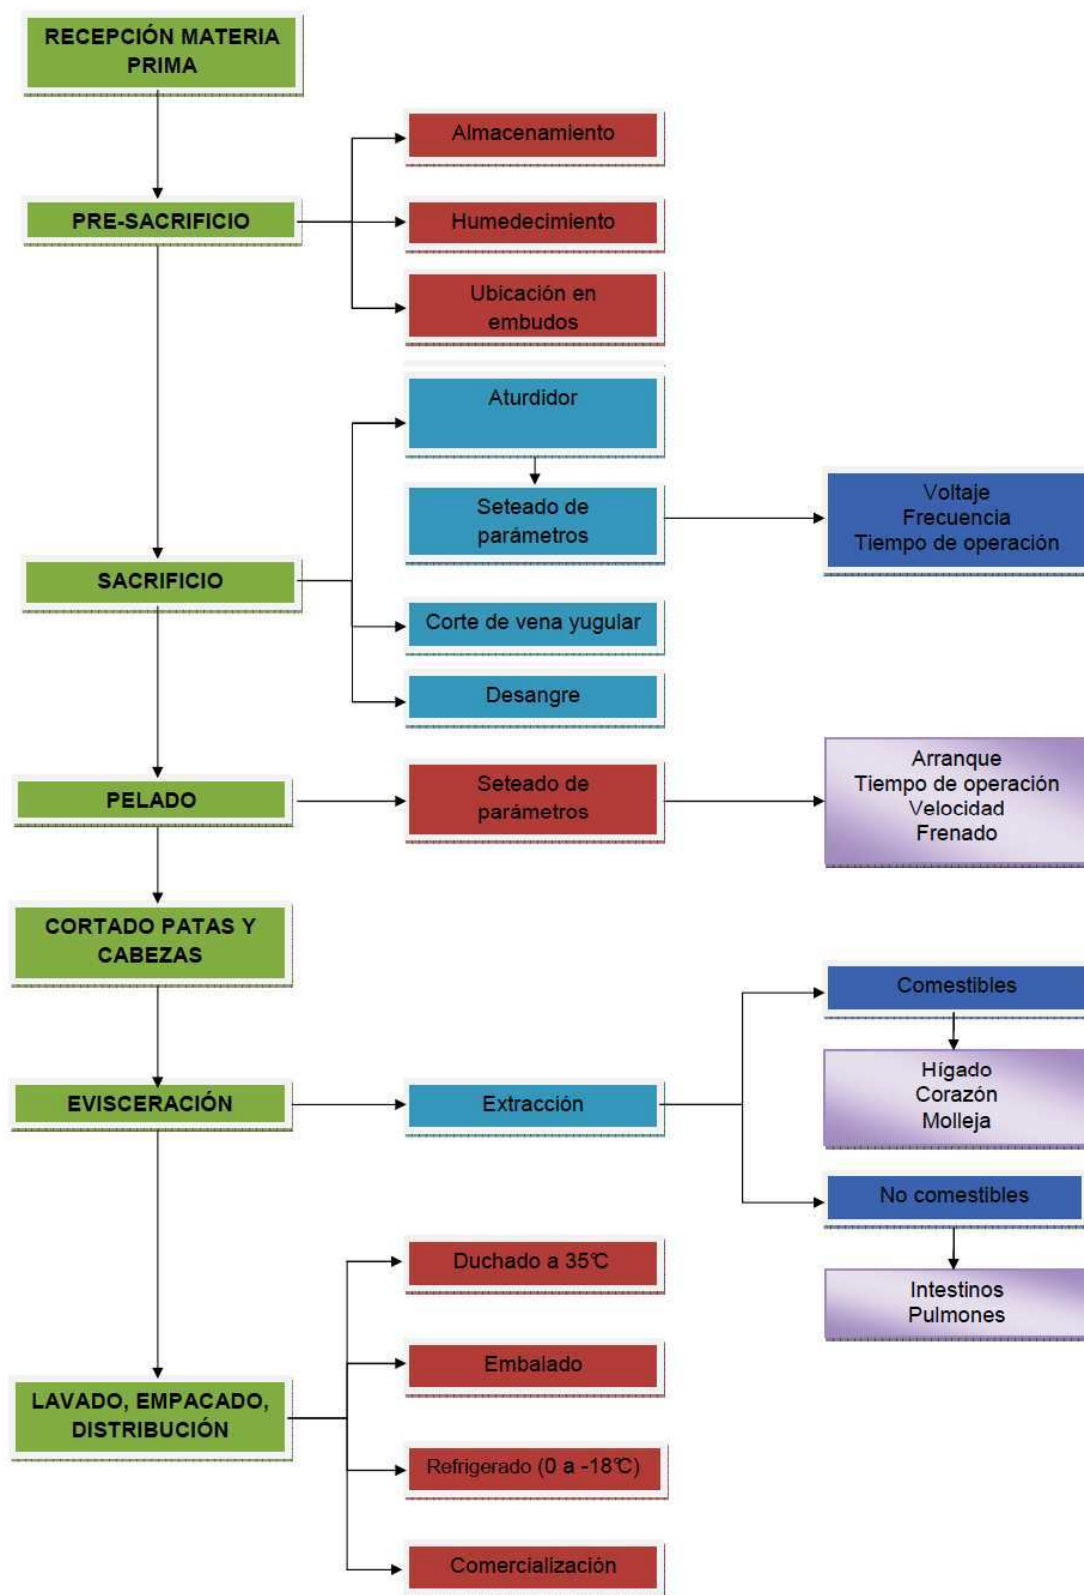 RECEPCIÓN MATERIA
PRIMA
Almacenamiento
PRE-SACRIFICIO
Humedecimiento
Ubicación en
embudos
Aturdidor
Seteado de
parámetros
Voltaje
Frecuencia
Tiempo de operación
SACRIFICIO
Corte de vena yugular
Desangre
PELADO
Seteado de
parámetros
Arranque
Tiempo de operación
Velocidad
Frenado
CORTADO PATAS Y
CABEZAS
EVISCERACIÓN
Extracción
Comestibles
Hígado
Corazón
Molleja
No comestibles
Intestinos
Pulmones
LAVADO, EMPACADO,
DISTRIBUCIÓN
Duchado a 35°C
Embalado
Refrigerado (0 a -18°C)
Comercialización